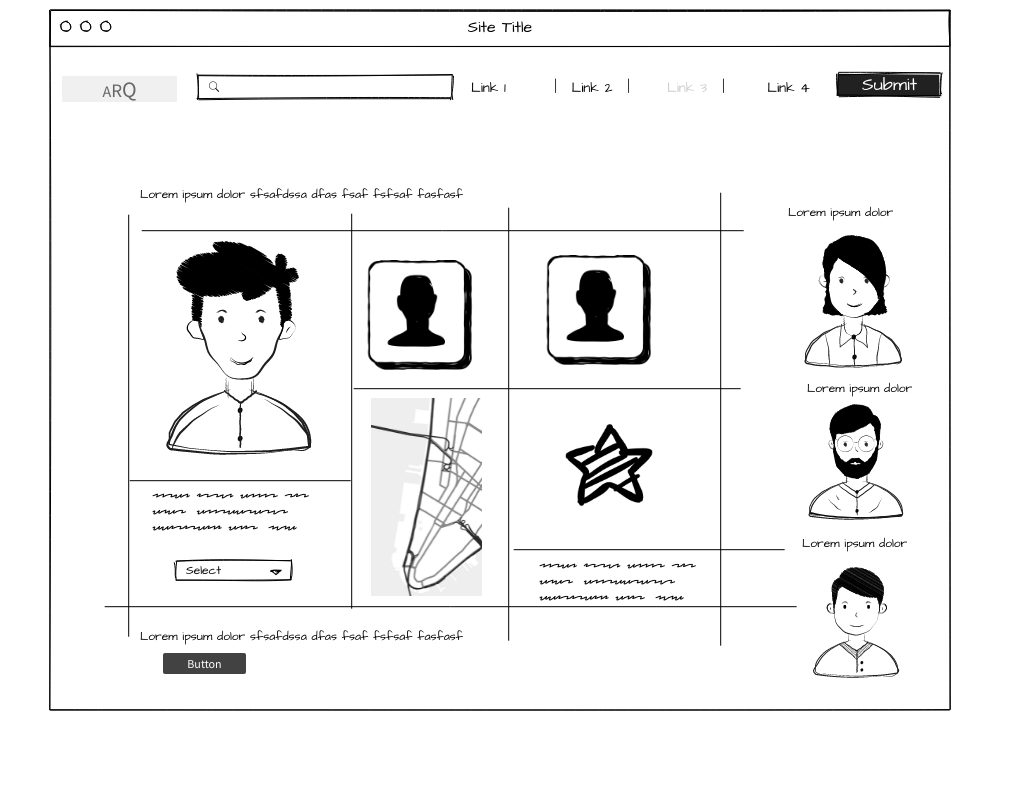 Site Title
ARQ
Link 1
Link 2
Link 3
Link 4
Submit
Lorem ipsum dolor sfsafdssa dfas fsaf fsfsaf fasfasf
Lorem ipsum dolor
Lorem ipsum dolor
Lorem ipsum dolor
Select
Lorem ipsum dolor sfsafdssa dfas fsaf fsfsaf fasfasf
Button